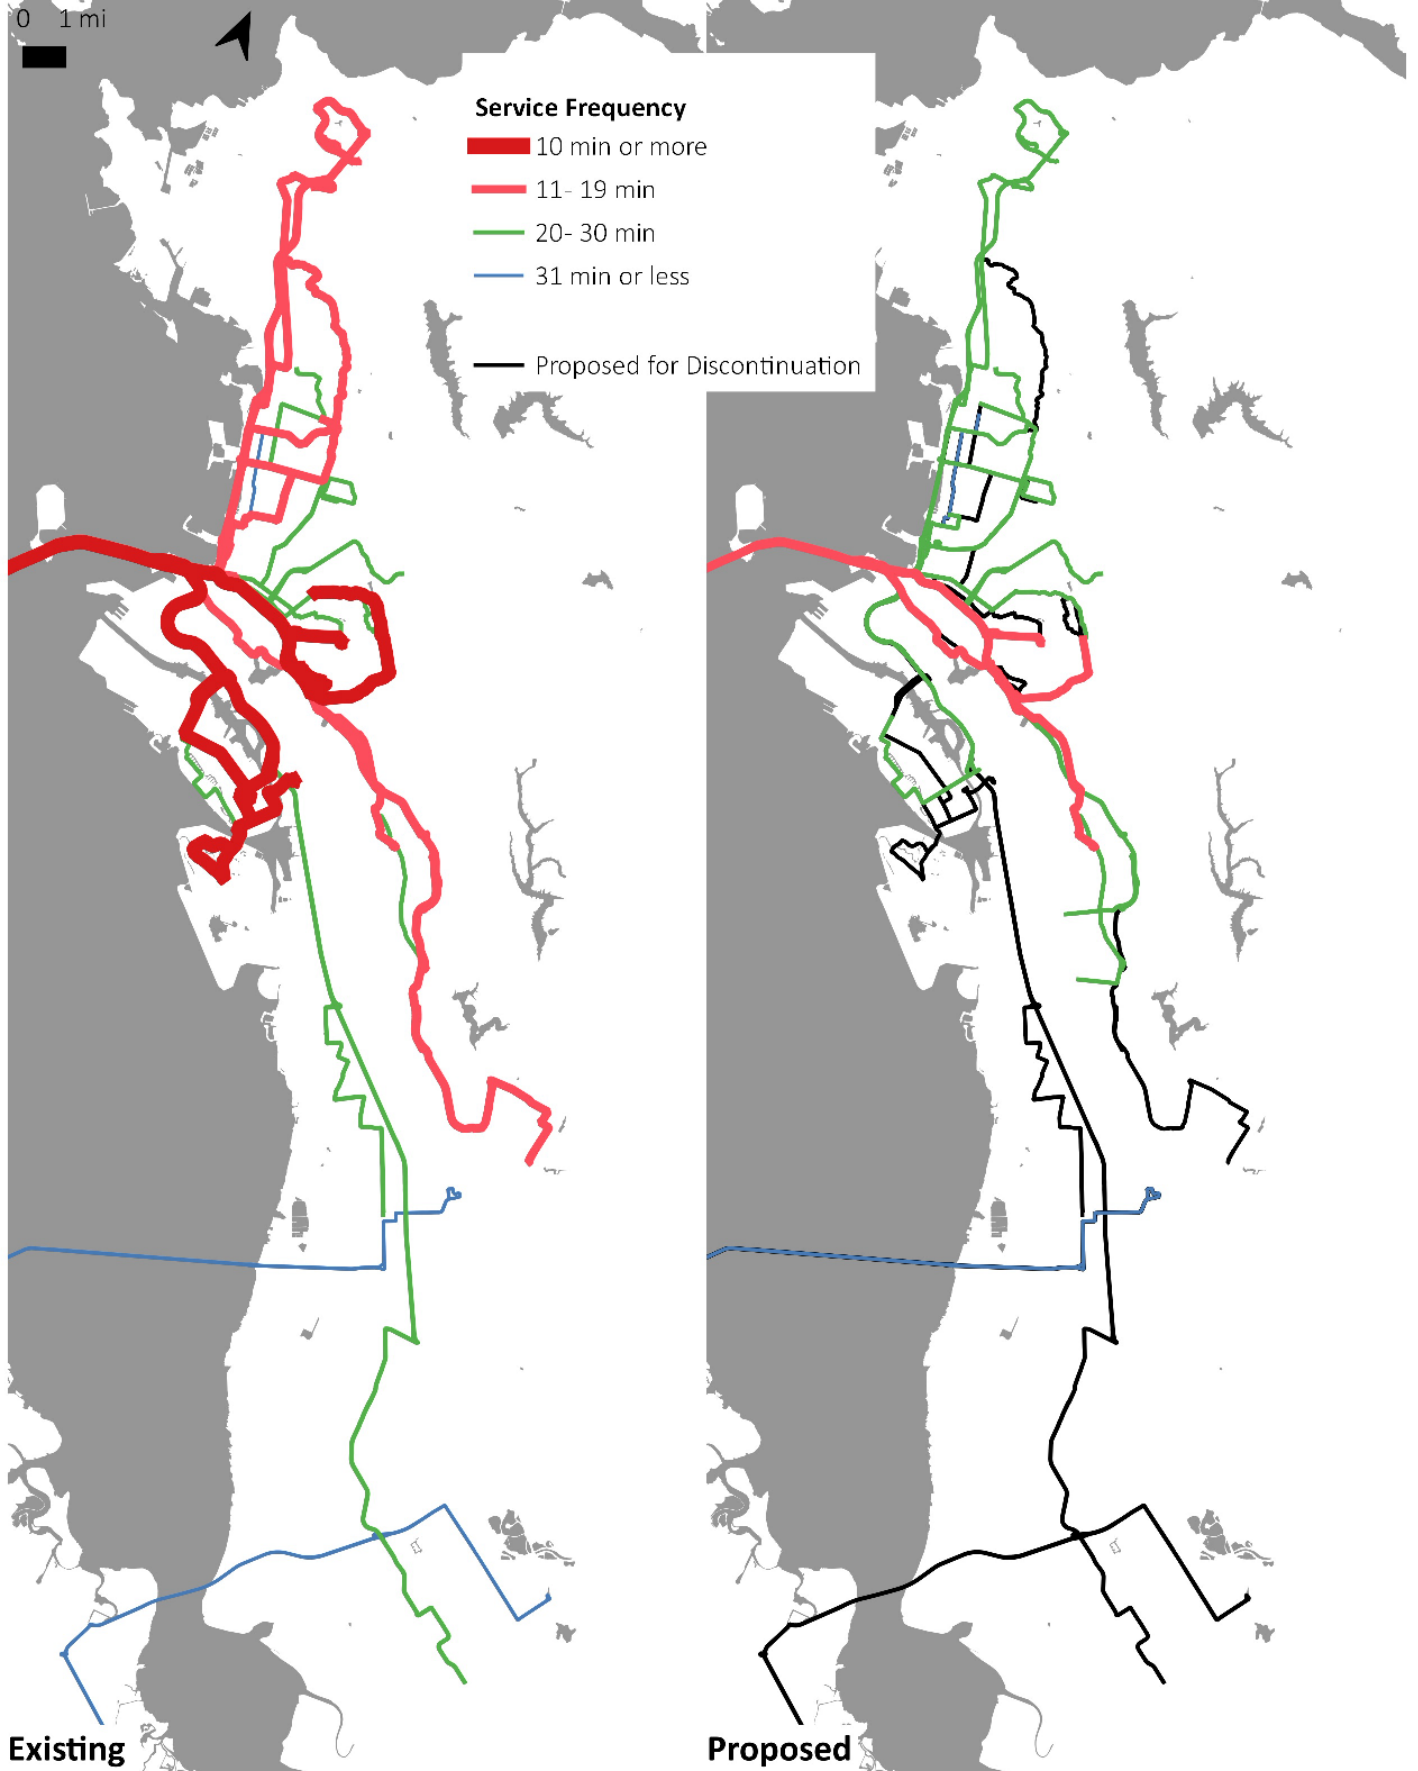 0 1 mi
Service Frequency
10 min or more
11- 19 min
20- 30 min
31 min or less
Proposed for Discontinuation
Existing
Proposed